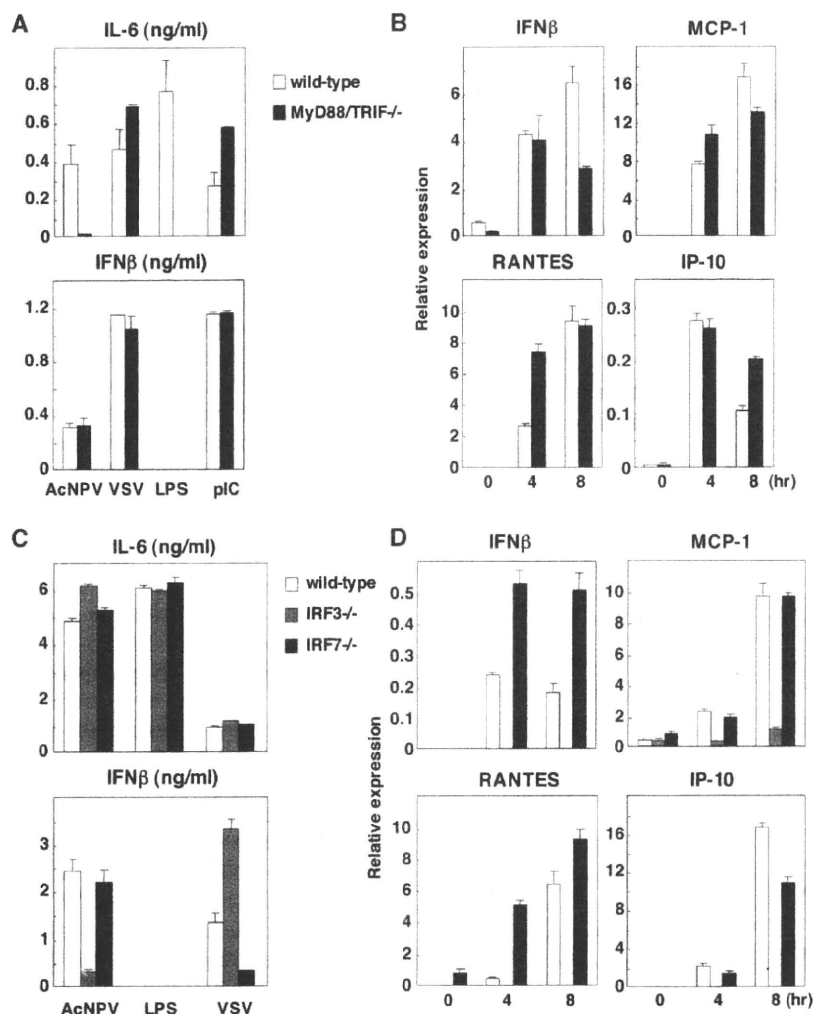 A
IL-6 (ng/ml)
0.8
0.6
0.4
0.2
0
wild-type
MyD88/TRIF-/-
IFNβ (ng/ml)
1.2
0.8
0.4
0
AcNPV VSV LPS pIC
B
Relative expression
IFNβ
6
4
2
0
MCP-1
16
12
8
4
0
RANTES
10
8
6
4
2
0
0 4 8
IP-10
0.3
0.2
0.1
0
0 4 8 (hr)
C
IL-6 (ng/ml)
6
4
2
0
wild-type
IRF3-/-
IRF7-/-
IFNβ (ng/ml)
3
2
1
0
AcNPV LPS VSV
D
Relative expression
IFNβ
0.5
0.4
0.3
0.2
0.1
0
MCP-1
10
8
6
4
2
0
RANTES
10
8
6
4
2
0
0 4 8
IP-10
16
12
8
4
0
0 4 8 (hr)